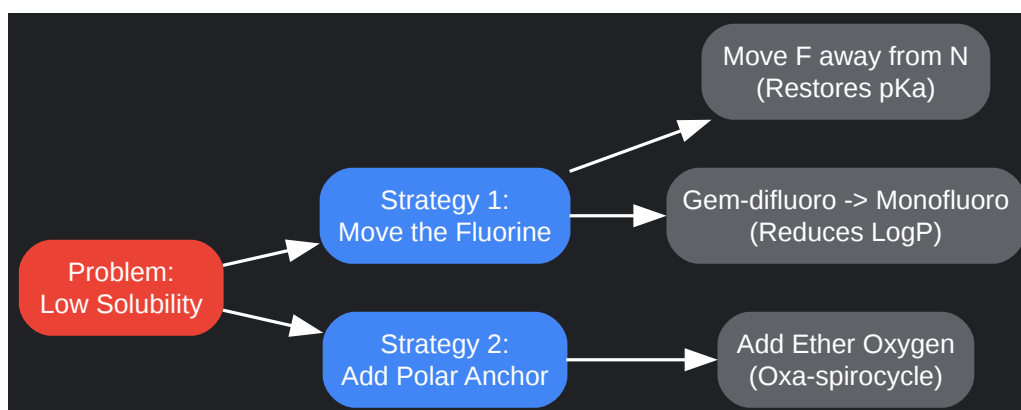 Problem:
Low Solubility
Strategy 1:
Move the Fluorine
Move F away from N
(Restores pKa)
Gem-difluoro -> Monofluoro
(Reduces LogP)
Strategy 2:
Add Polar Anchor
Add Ether Oxygen
(Oxa-spirocycle)